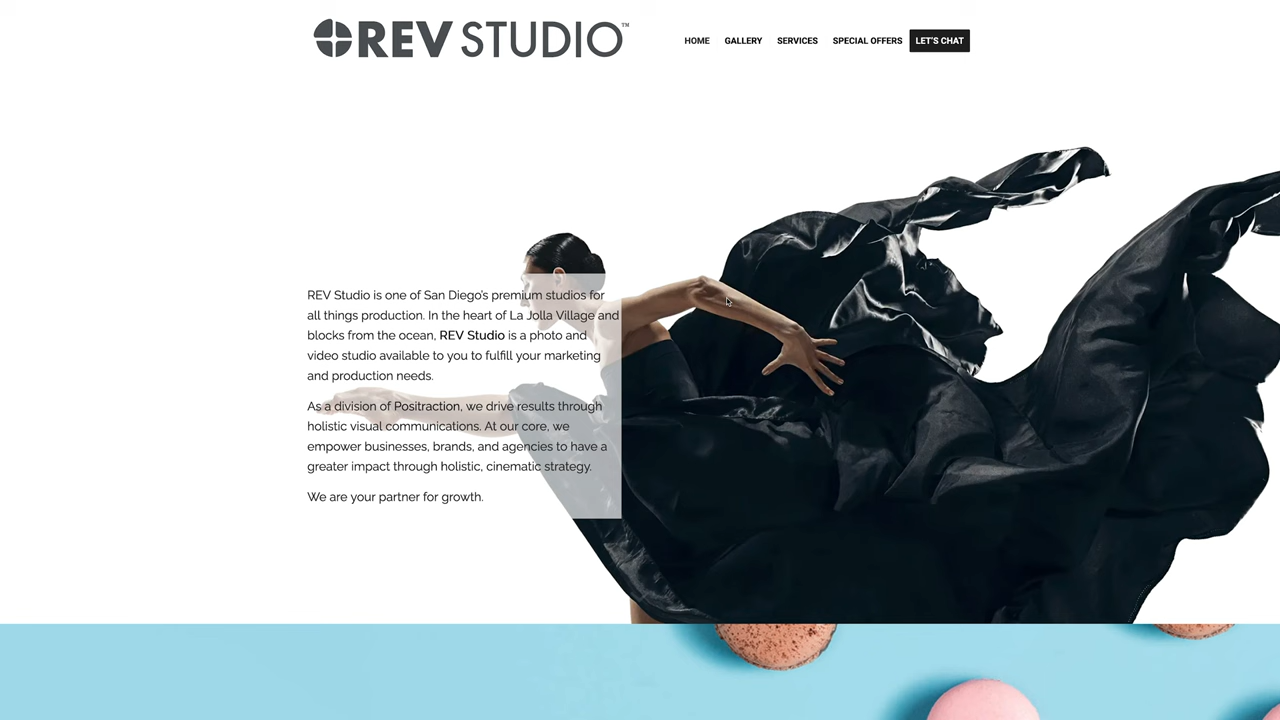 REV STUDIO™
HOME GALLERY SERVICES SPECIAL OFFERS LET'S CHAT
REV Studio is one of San Diego's premium studios for
all things production. In the heart of La Jolla Village and
blocks from the ocean, REV Studio is a photo and
video studio available to you to fulfill your marketing
and production needs.
As a division of Positraction, we drive results through
holistic visual communications. At our core, we
empower businesses, brands, and agencies to have a
greater impact through holistic, cinematic strategy.
We are your partner for growth.